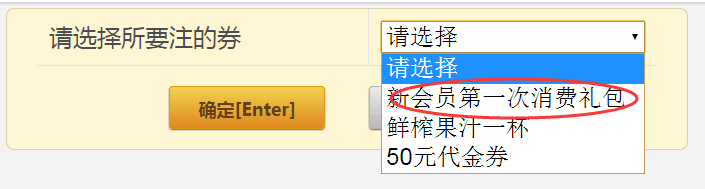 请选择所要注的券 请选择
请选择
新会员第一次消费礼包
确定[Enter]
鲜榨果汁一杯
50元代金券